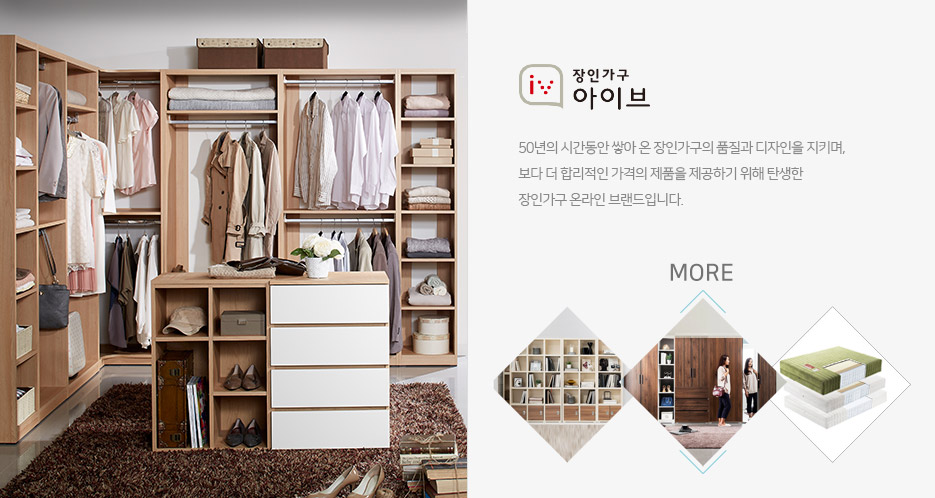 iv
장인가구
아이브
50년의 시간동안 쌓아 온 장인가구의 품질과 디자인을 지키며,
보다 더 합리적인 가격의 제품을 제공하기 위해 탄생한
장인가구 온라인 브랜드입니다.
MORE